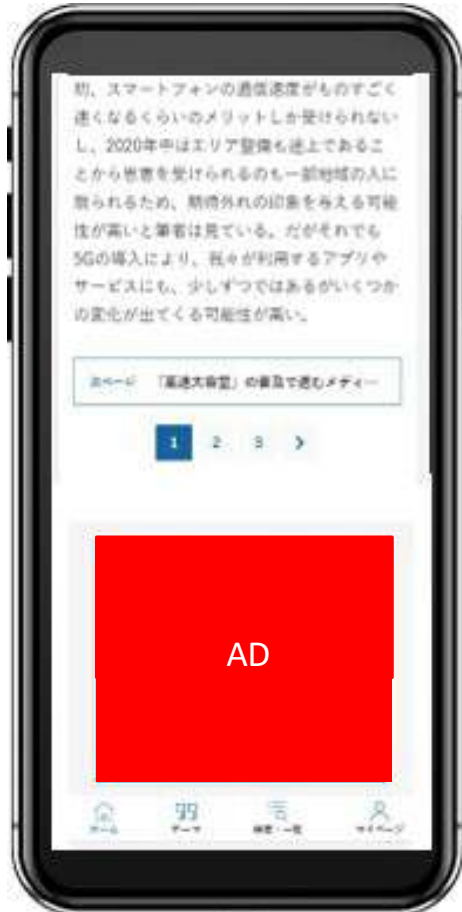 初、スマートフォンの通信速度がものすごく
速くなるくらいのメリットしか受けられない
し、2020年中はエリア整備も途上であるこ
とから恩恵を受けられるのも一部地域の人に
限られるため、期待外れの印象を与える可能
性が高いと筆者は見ている。だがそれでも
5Gの導入により、我々が利用するアプリや
サービスにも、少しずつではあるがいくつか
の変化が出てくる可能性が高い。
次ページ 「高速大容量」の普及で進むメディ…
1 2 3 >
AD
ホーム テーマ 検索・一覧 マイページ